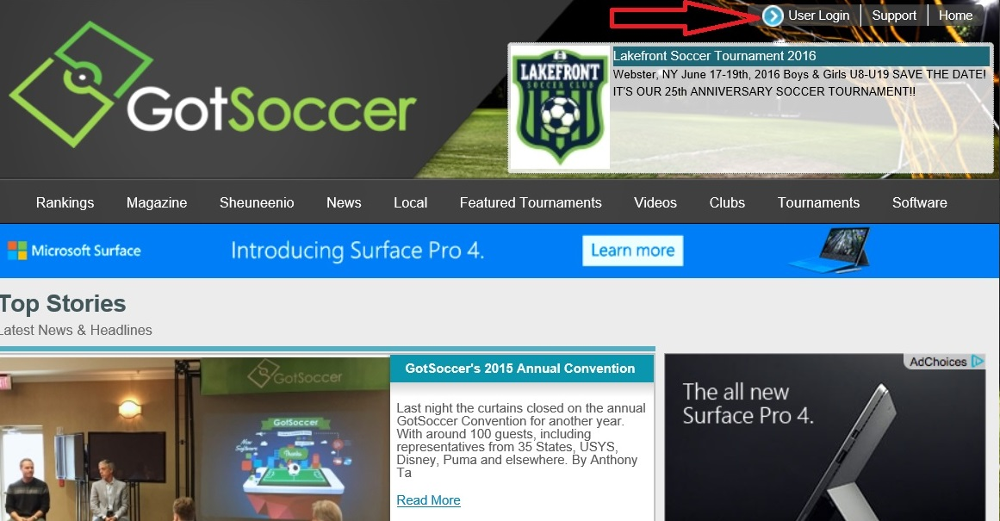 User Login
Support
Home
GotSoccer
LAKEFRONT
SOCCER CLUB
Lakefront Soccer Tournament 2016
Webster, NY June 17-19th, 2016 Boys & Girls U8-U19 SAVE THE DATE!
IT'S OUR 25th ANNIVERSARY SOCCER TOURNAMENT!!
Rankings
Magazine
Sheuneenio
News
Local
Featured Tournaments
Videos
Clubs
Tournaments
Software
Microsoft Surface
Introducing Surface Pro 4.
Learn more
Top Stories
Latest News & Headlines
GotSoccer
GotSoccer
New
Software
Thanks
GotSoccer's 2015 Annual Convention
Last night the curtains closed on the annual
GotSoccer Convention for another year.
With around 100 guests, including
representatives from 35 States, USYS,
Disney, Puma and elsewhere. By Anthony
Ta
Read More
AdChoices
The all new
Surface Pro 4.